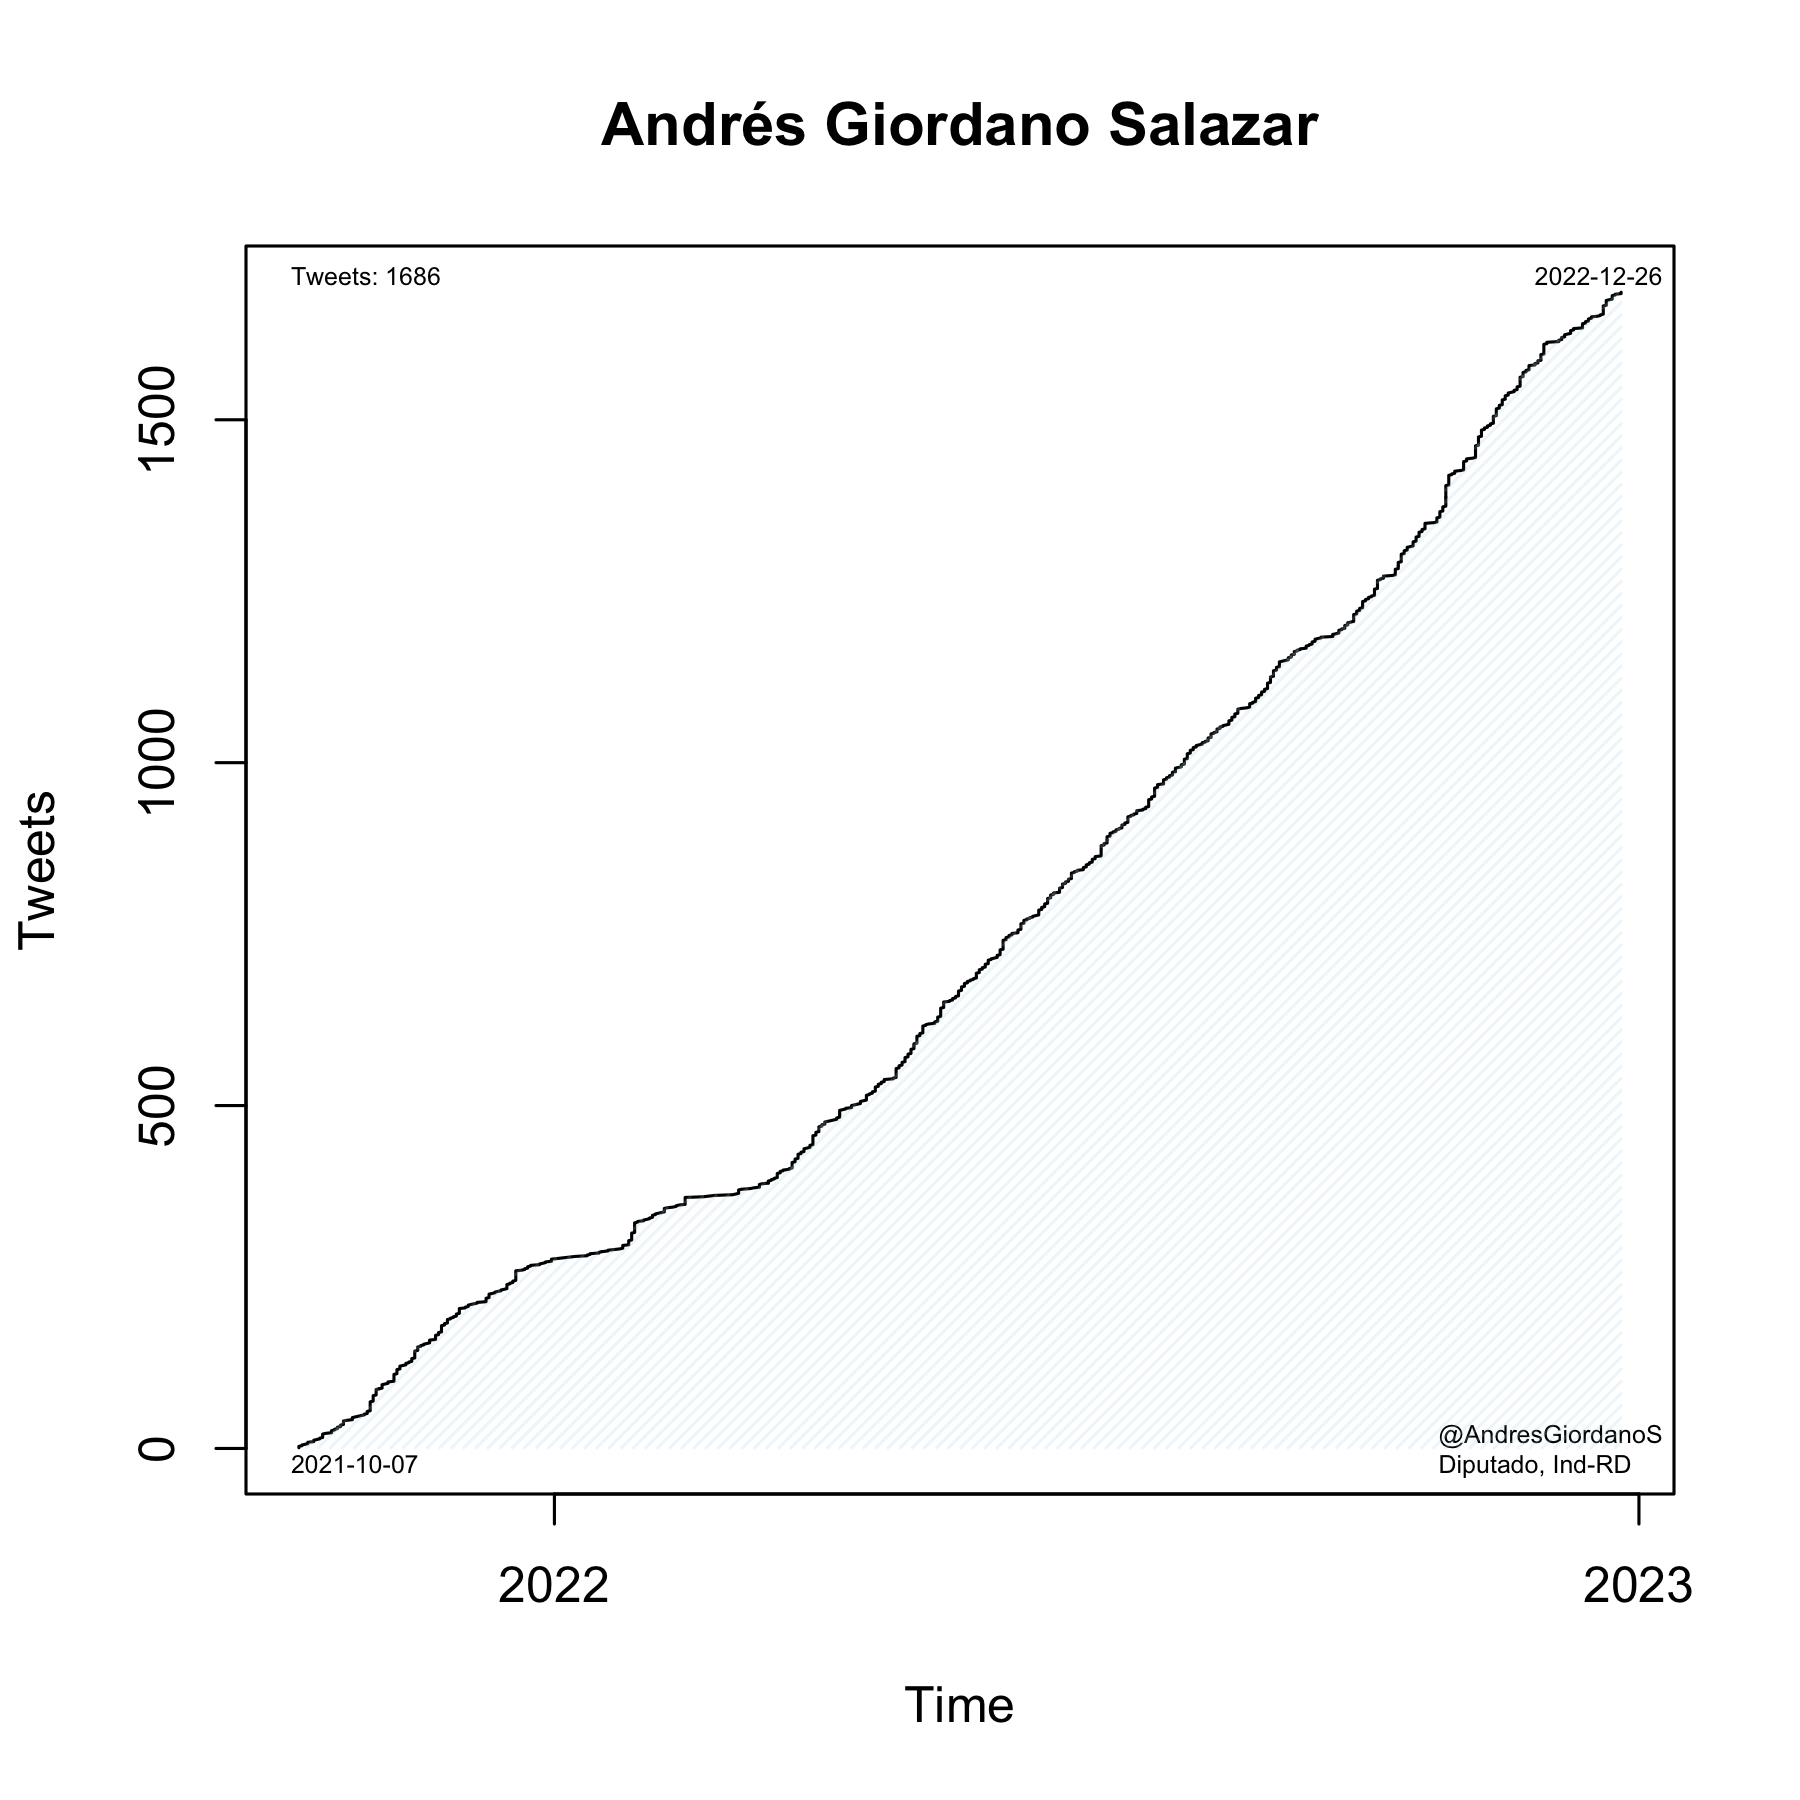 Andrés Giordano Salazar
Tweets: 1686
2022-12-26
1500
1000
500
0
Tweets
@AndresGiordanoS
Diputado, Ind-RD
2021-10-07
2022
2023
Time